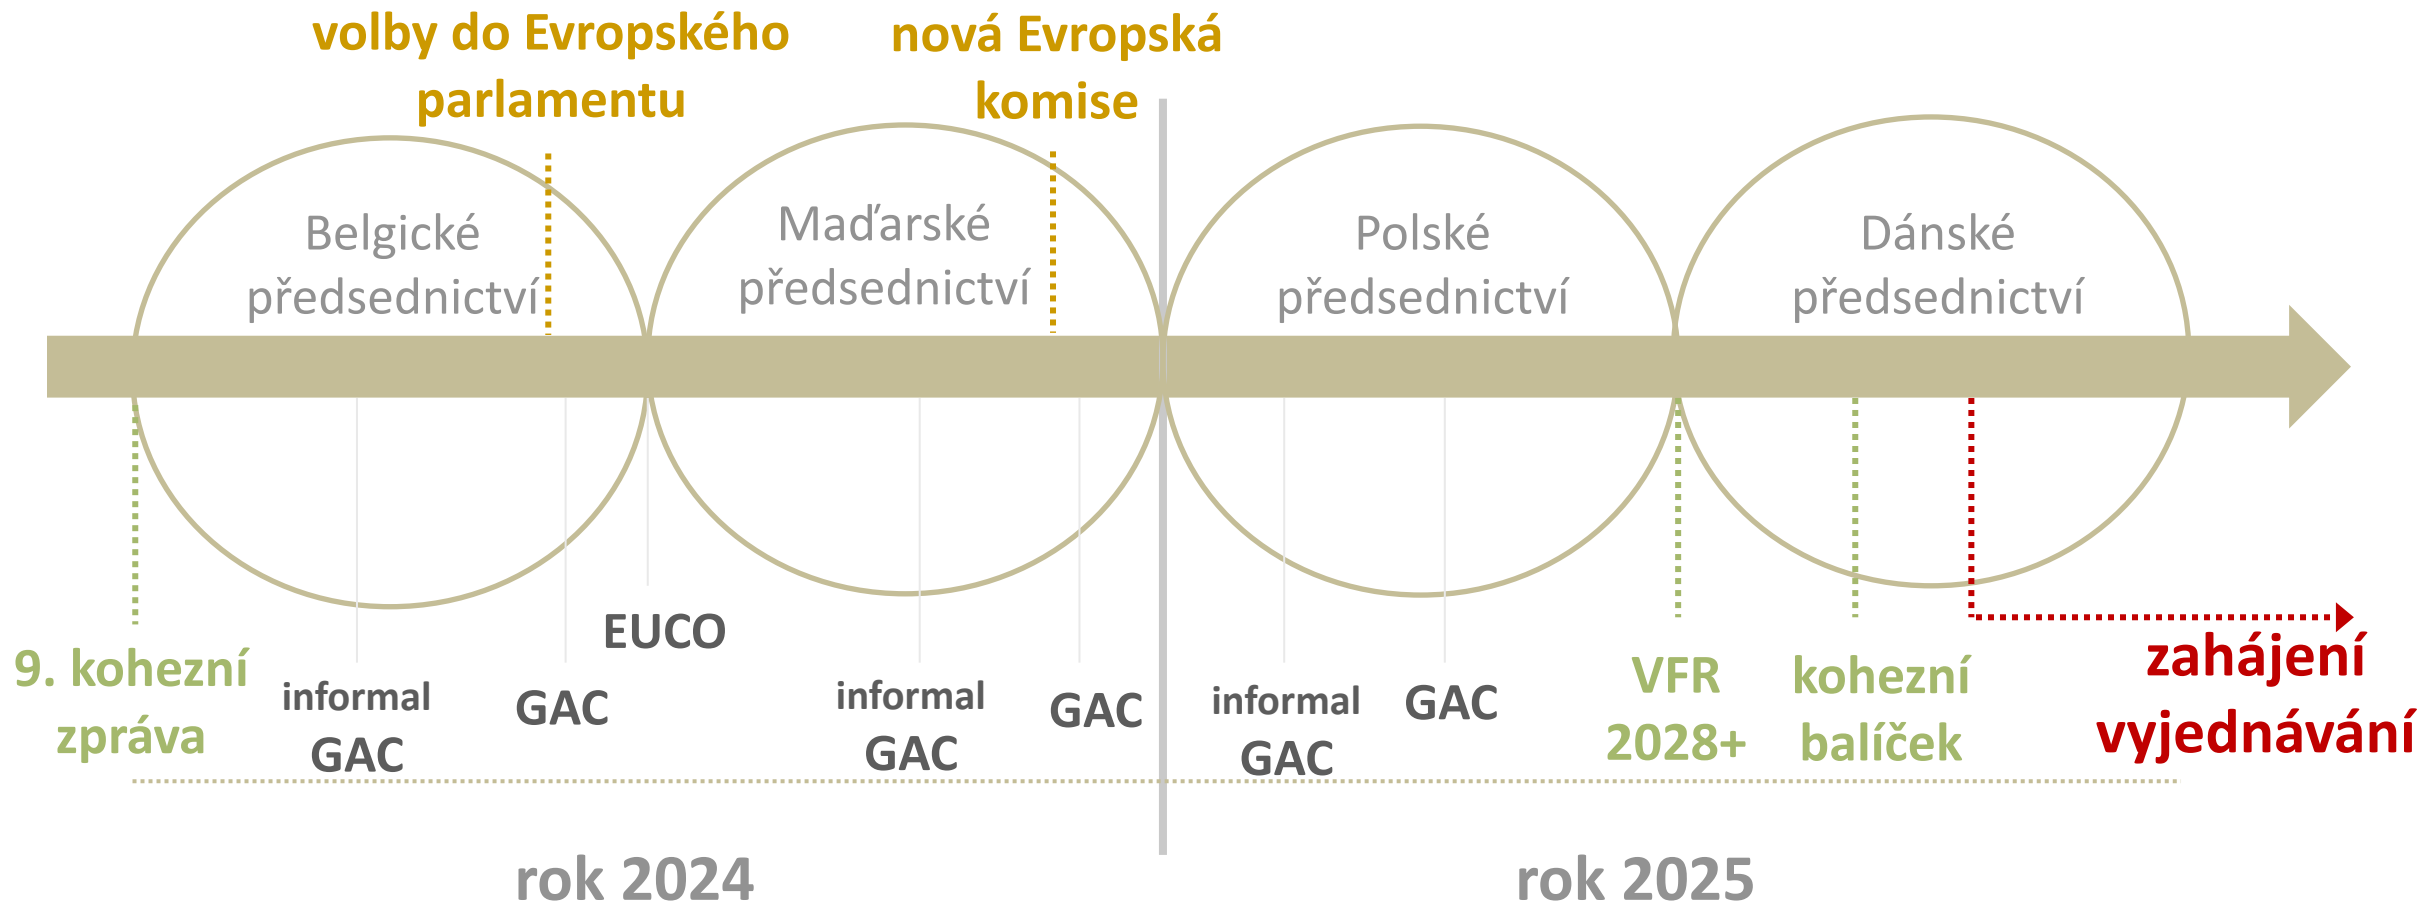 volby do Evropského
parlamentu
nová Evropská
komise
Belgické
předsednictví
Maďarské
předsednictví
Polské
předsednictví
Dánské
předsednictví
9. kohezní
zpráva
informal
GAC
GAC
EUCO
informal
GAC
GAC
informal
GAC
GAC
VFR
2028+
kohezní
balíček
zahájení
vyjednávání
rok 2024
rok 2025